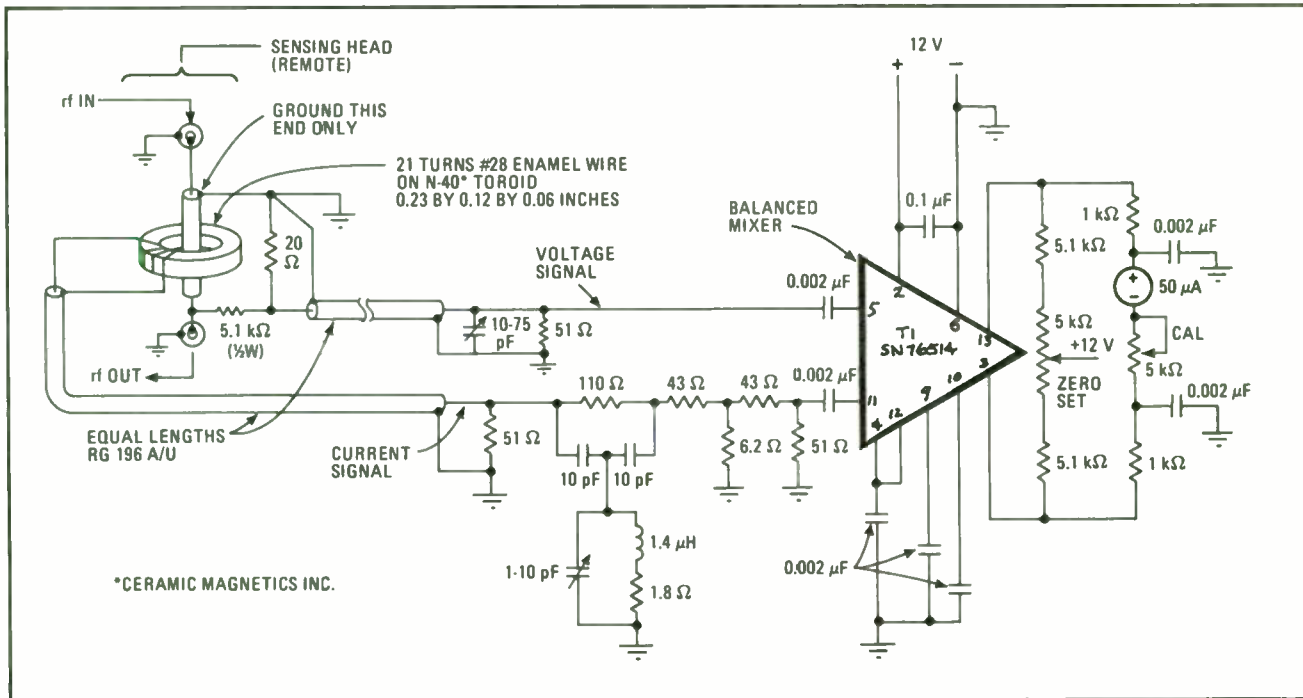 SENSING HEAD
(REMOTE)
rf IN
GROUND THIS
END ONLY
21 TURNS #28 ENAMEL WIRE
ON N-40* TOROID
0.23 BY 0.12 BY 0.06 INCHES
20
Ω
5.1 kΩ
(½W)
rf OUT
EQUAL LENGTHS
RG 196 A/U
VOLTAGE
SIGNAL
10-75
pF
51 Ω
CURRENT
SIGNAL
51 Ω
110 Ω
43 Ω
43 Ω
10 pF
10 pF
6.2 Ω
51 Ω
1-10 pF
1.4 μH
1.8 Ω
*CERAMIC MAGNETICS INC.
12 V
+
−
0.1 μF
BALANCED
MIXER
0.002 μF
5
2
6
13
3
TI
SN76514
0.002 μF
11
4
12
9
10
0.002 μF
5.1 kΩ
5 kΩ
+12 V
ZERO
SET
5.1 kΩ
1 kΩ
0.002 μF
+
−
50 μA
CAL
5 kΩ
0.002 μF
1 kΩ